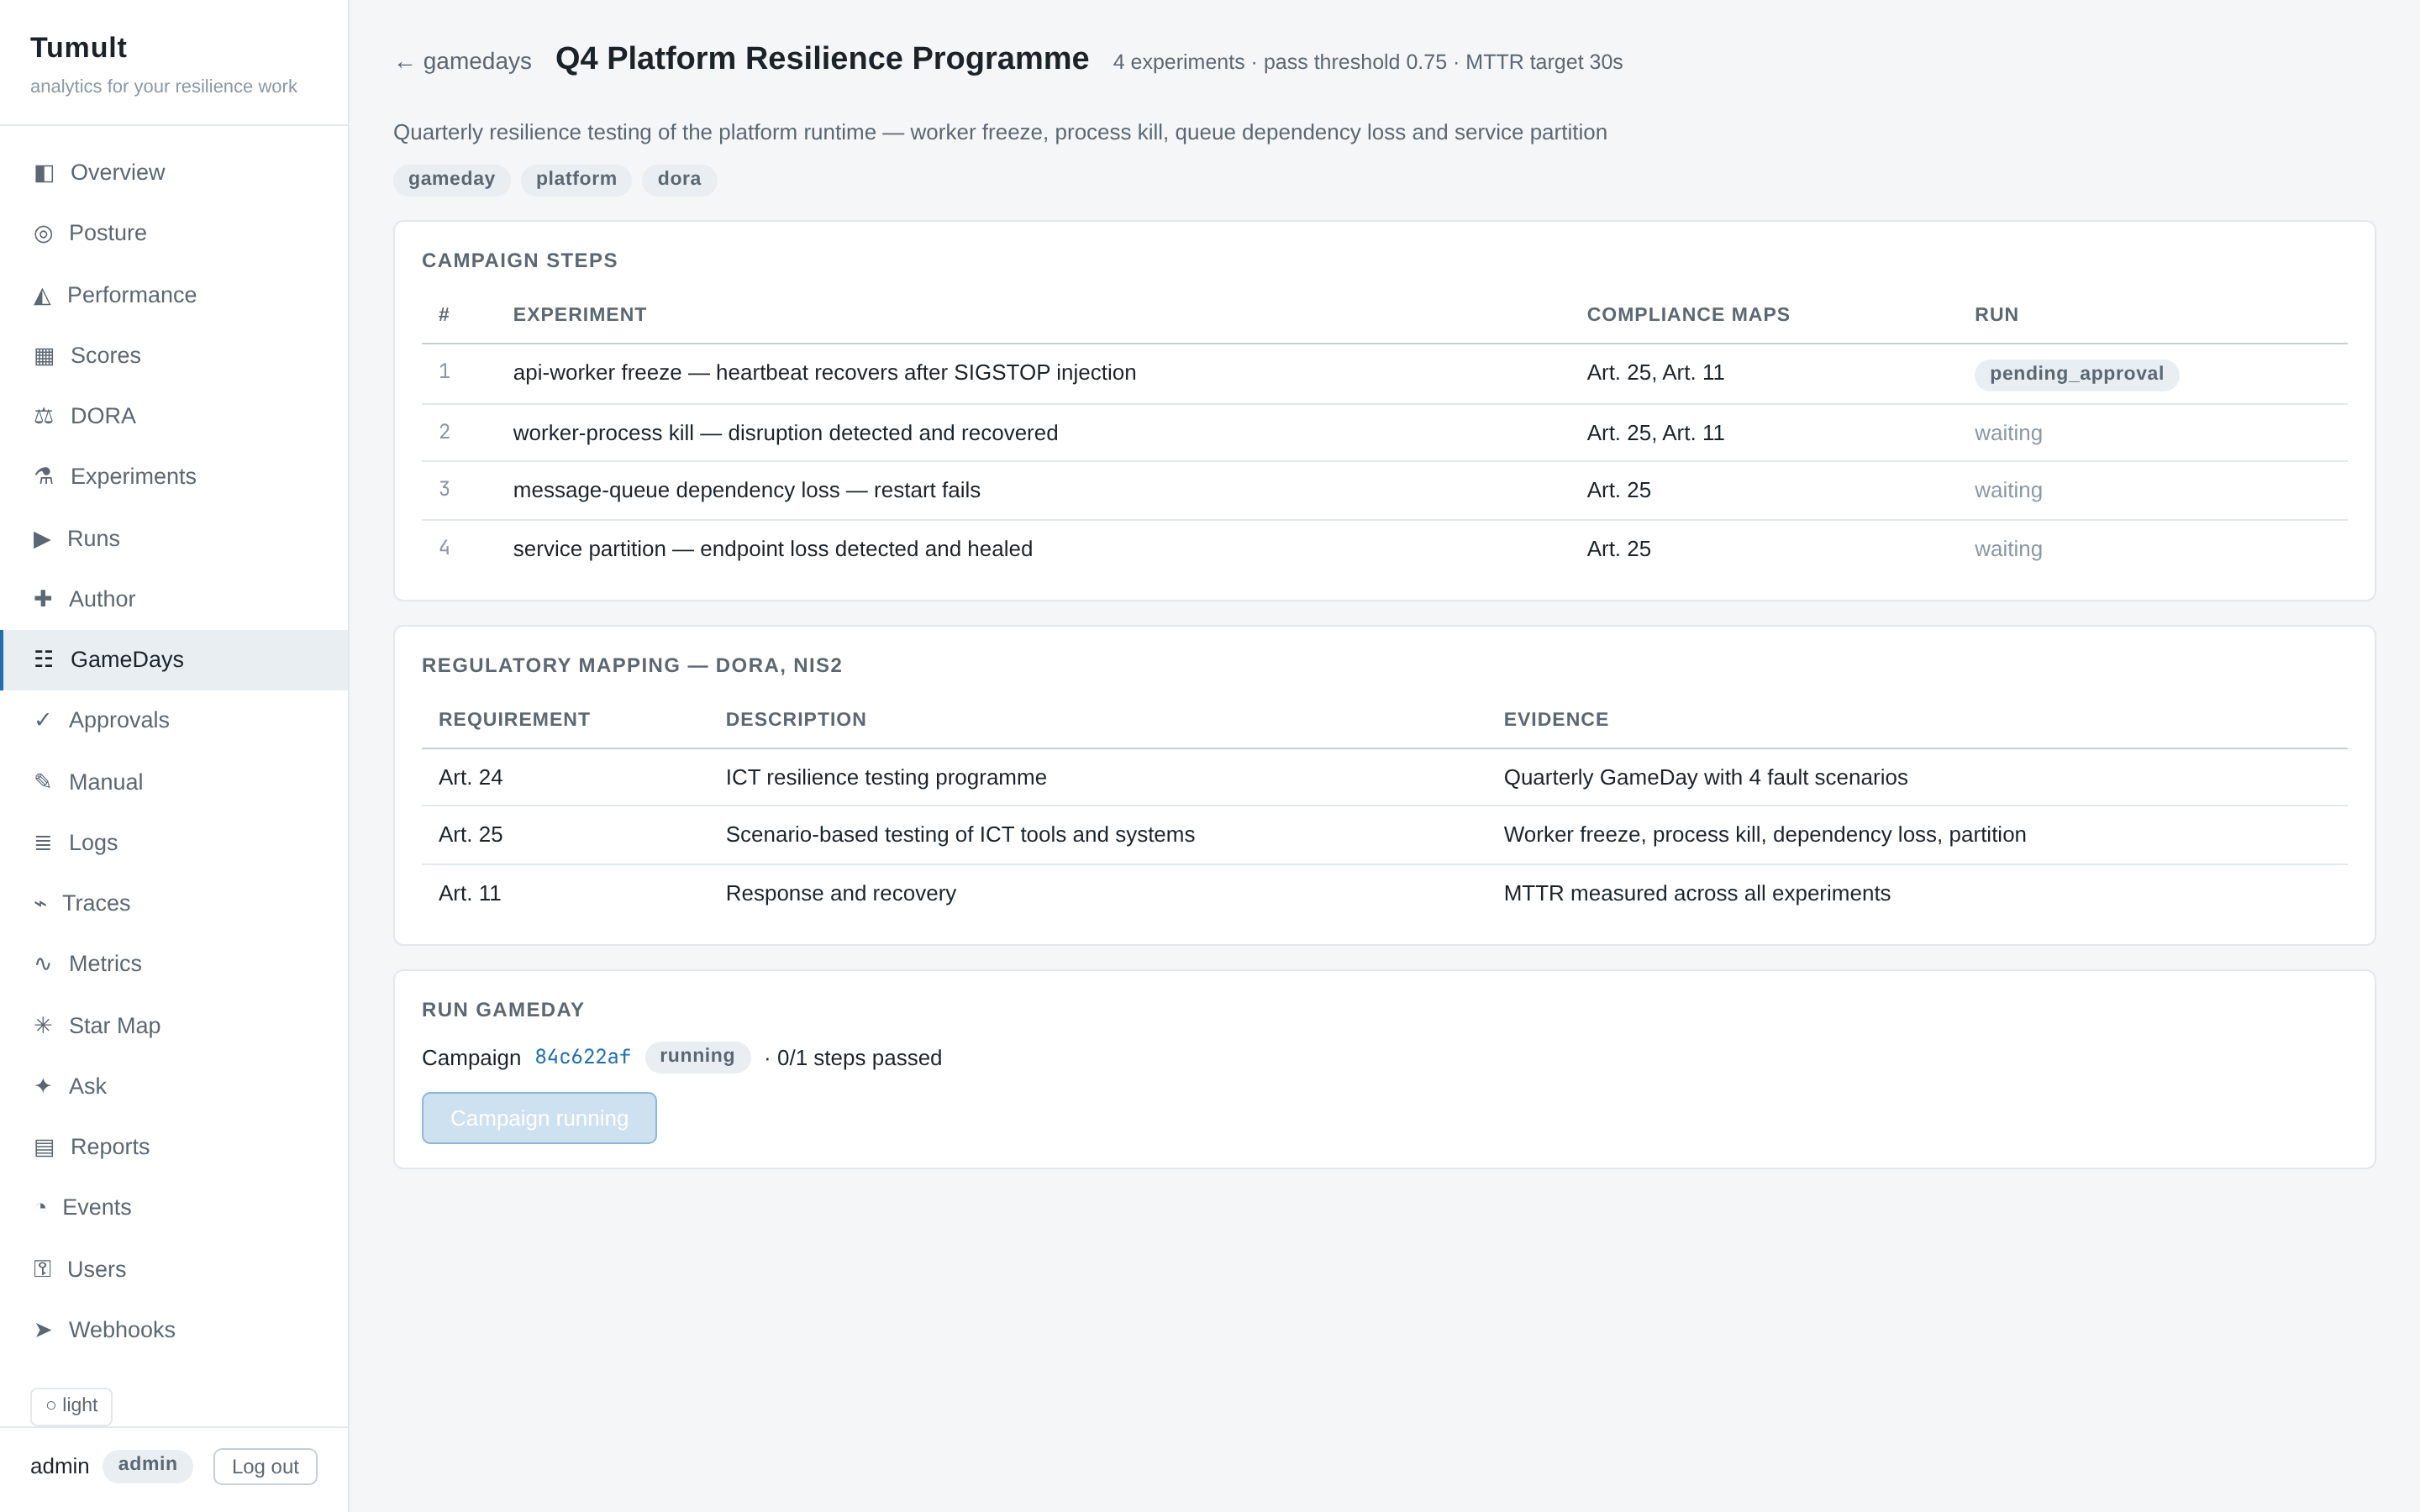 Tumult
analytics for your resilience work
Overview
Posture
Performance
Scores
DORA
Experiments
Runs
Author
GameDays
Approvals
Manual
Logs
Traces
Metrics
Star Map
Ask
Reports
Events
Users
Webhooks
○ light
admin admin Log out
← gamedays Q4 Platform Resilience Programme 4 experiments · pass threshold 0.75 · MTTR target 30s
Quarterly resilience testing of the platform runtime — worker freeze, process kill, queue dependency loss and service partition
gameday platform dora
CAMPAIGN STEPS
# EXPERIMENT COMPLIANCE MAPS RUN
1 api-worker freeze — heartbeat recovers after SIGSTOP injection Art. 25, Art. 11 pending_approval
2 worker-process kill — disruption detected and recovered Art. 25, Art. 11 waiting
3 message-queue dependency loss — restart fails Art. 25 waiting
4 service partition — endpoint loss detected and healed Art. 25 waiting
REGULATORY MAPPING — DORA, NIS2
REQUIREMENT DESCRIPTION EVIDENCE
Art. 24 ICT resilience testing programme Quarterly GameDay with 4 fault scenarios
Art. 25 Scenario-based testing of ICT tools and systems Worker freeze, process kill, dependency loss, partition
Art. 11 Response and recovery MTTR measured across all experiments
RUN GAMEDAY
Campaign 84c622af running · 0/1 steps passed
Campaign running